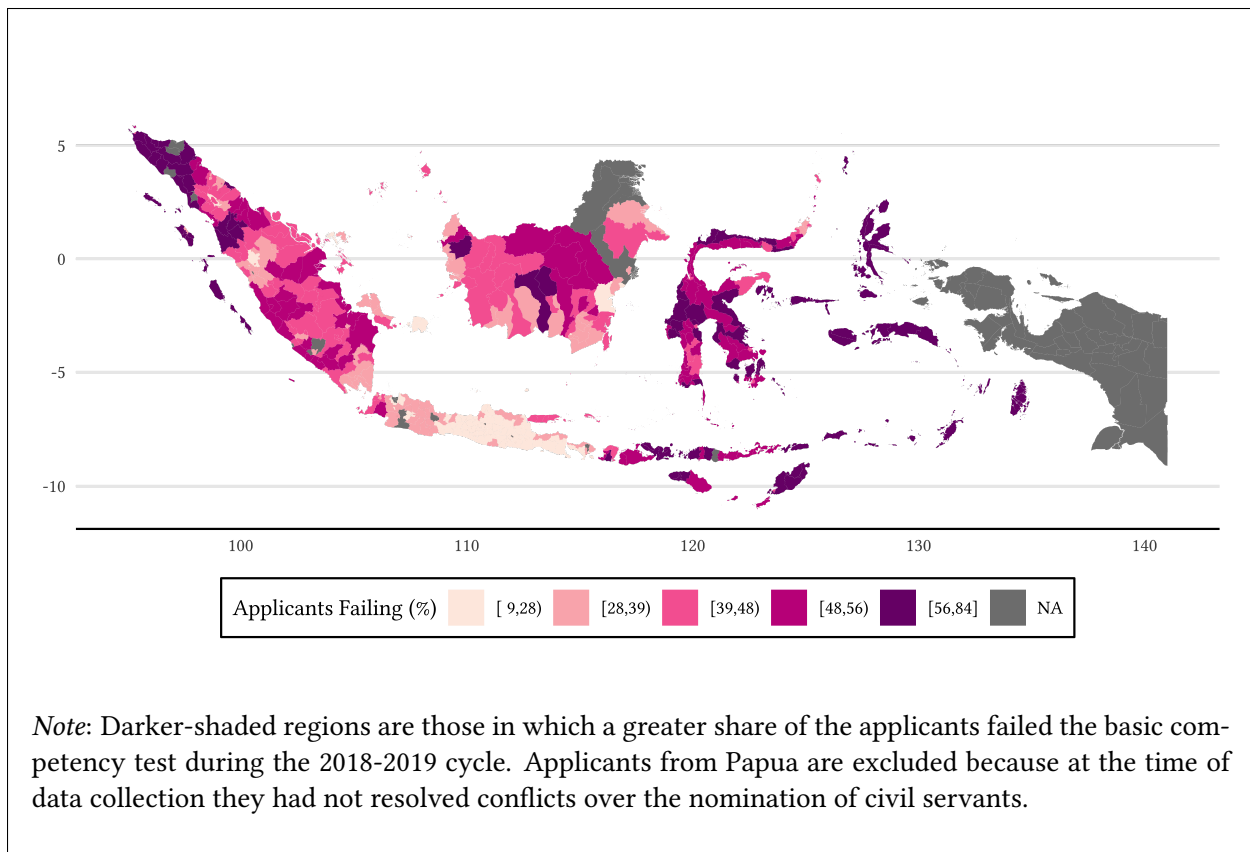 5
0
-5
-10
100 110 120 130 140
Applicants Failing (%) [ 9,28) [28,39) [39,48) [48,56) [56,84] NA
Note: Darker-shaded regions are those in which a greater share of the applicants failed the basic com-
petency test during the 2018-2019 cycle. Applicants from Papua are excluded because at the time of
data collection they had not resolved conflicts over the nomination of civil servants.